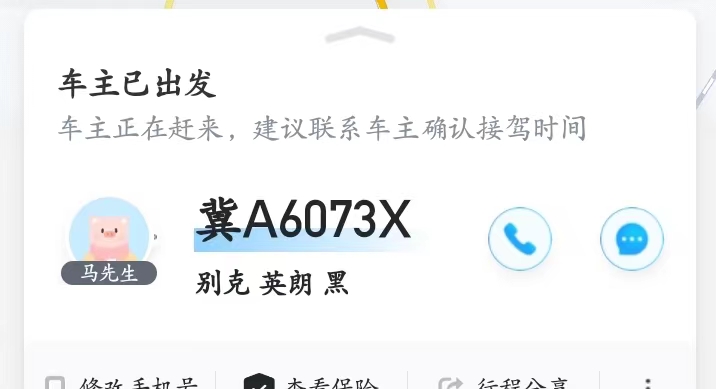 车主已出发
车主正在赶来，建议联系车主确认接驾时间
冀A6073X
马先生
别克 英朗 黑
修改手机号 查看保险 行程分享